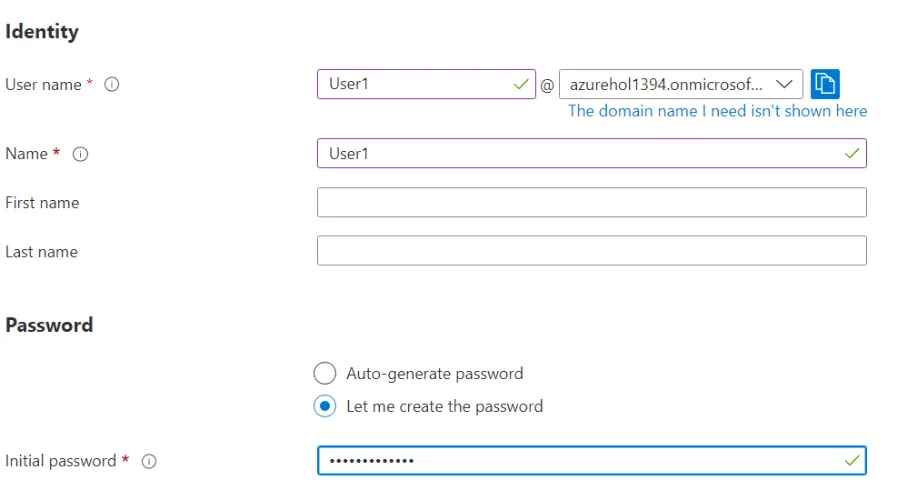 Identity
User name * User1 @ azurehol1394.onmicrosof...
The domain name I need isn't shown here
Name * User1
First name
Last name
Password
Auto-generate password
Let me create the password
Initial password * •••••••••••••